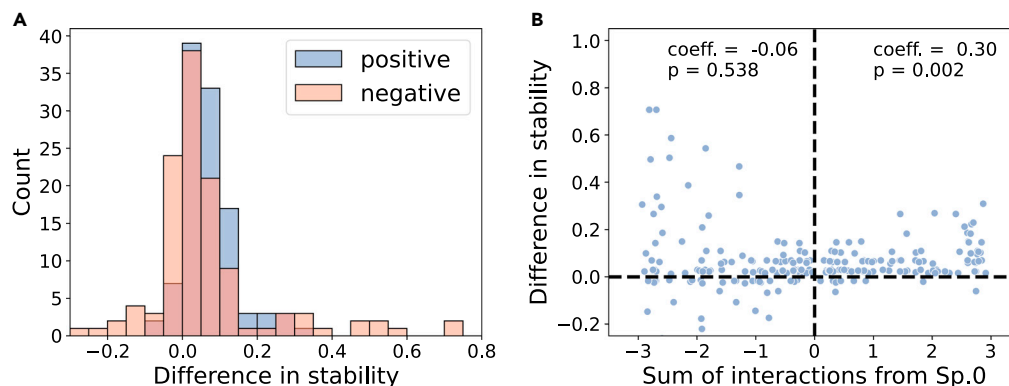 A
40
35
30
25
20
15
10
5
0
Count
positive
negative
−0.2
0.0
0.2
0.4
0.6
0.8
Difference in stability
B
1.0
0.8
0.6
0.4
0.2
0.0
−0.2
Difference in stability
coeff. = -0.06
p = 0.538
coeff. = 0.30
p = 0.002
−3
−2
−1
0
1
2
3
Sum of interactions from Sp.0